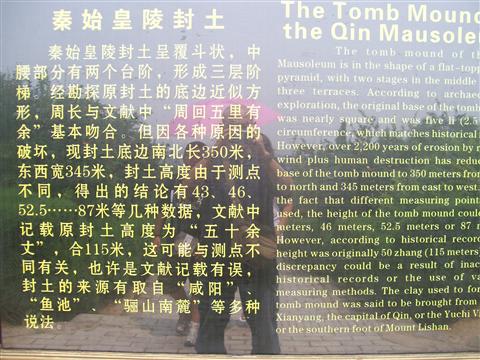 秦始皇陵封土
秦始皇陵封土呈覆斗状，中
腰部分有两个台阶，形成三层阶
梯，经勘探原封土的底边近似方
形，周长与文献中“周回五里有
余”基本吻合。但因各种原因的
破坏，现封土底边南北长350米，
东西宽345米，封土高度由于测点
不同，得出的结论有43、46、
52.5……87米等几种数据，文献中
记载原封土高度为“五十余
丈”，合115米，这可能与测点不
同有关，也许是文献记载有误，
封土的来源有取自“咸阳”、
“鱼池”、“骊山南麓”等多种
说法。
The Tomb Mound
the Qin Mausoleu
The tomb mound of th
Mausoleum is in the shape of a flat-topp
pyramid, with two stages in the middle
three terraces. According to archae
exploration, the original base of the tomb
was nearly square and was five li (2.5
circumference, which matches historical
However, over 2,200 years of erosion by r
wind plus human destruction has reduc
base of the tomb mound to 350 meters from
to north and 345 meters from east to west.
the fact that different measuring point
used, the height of the tomb mound could
meters, 46 meters, 52.5 meters or 87 m
However, according to historical record
height was originally 50 zhang (115 meters
discrepancy could be a result of inac
historical records or the use of va
measuring methods. The clay used to for
tomb mound was said to be brought from
Xianyang, the capital of Qin, or the Yuchi Vi
or the southern foot of Mount Lishan.